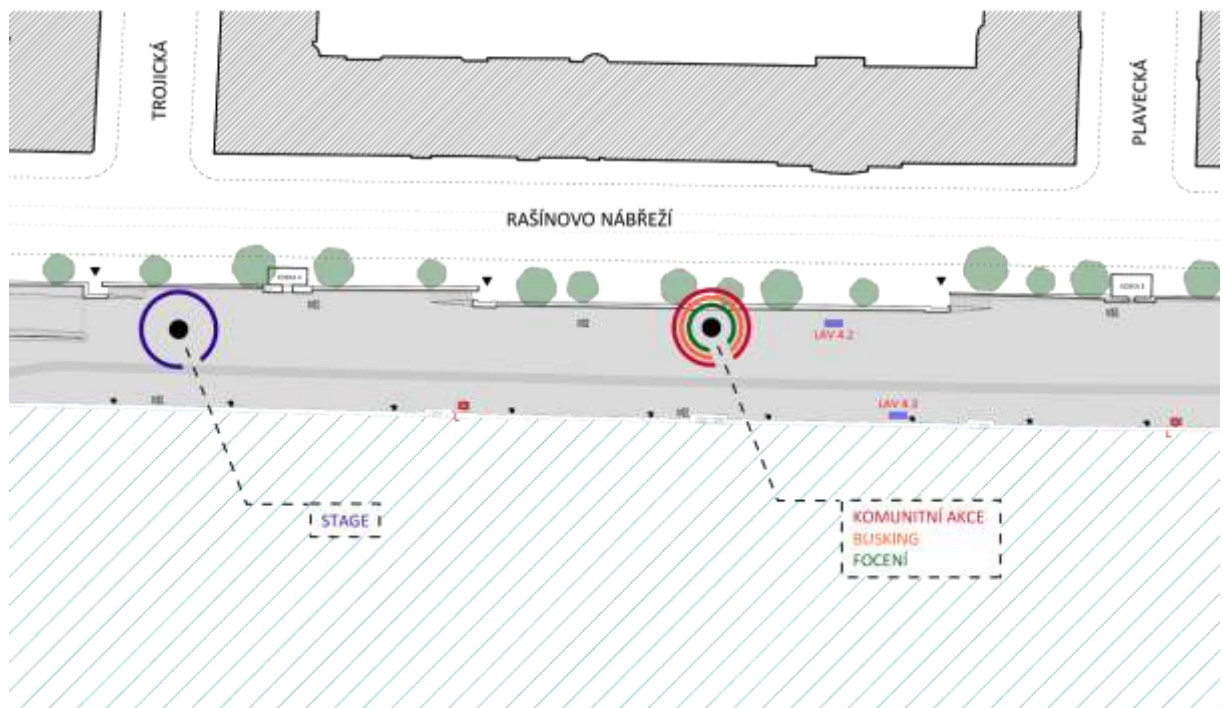 TROJICKÁ
PLAVECKÁ
RAŠÍNOVO NÁBŘEŽÍ
LAV 4.2
LAV 4.3
L
L
STAGE
KOMUNITNÍ AKCE
BUSKING
FOCENÍ